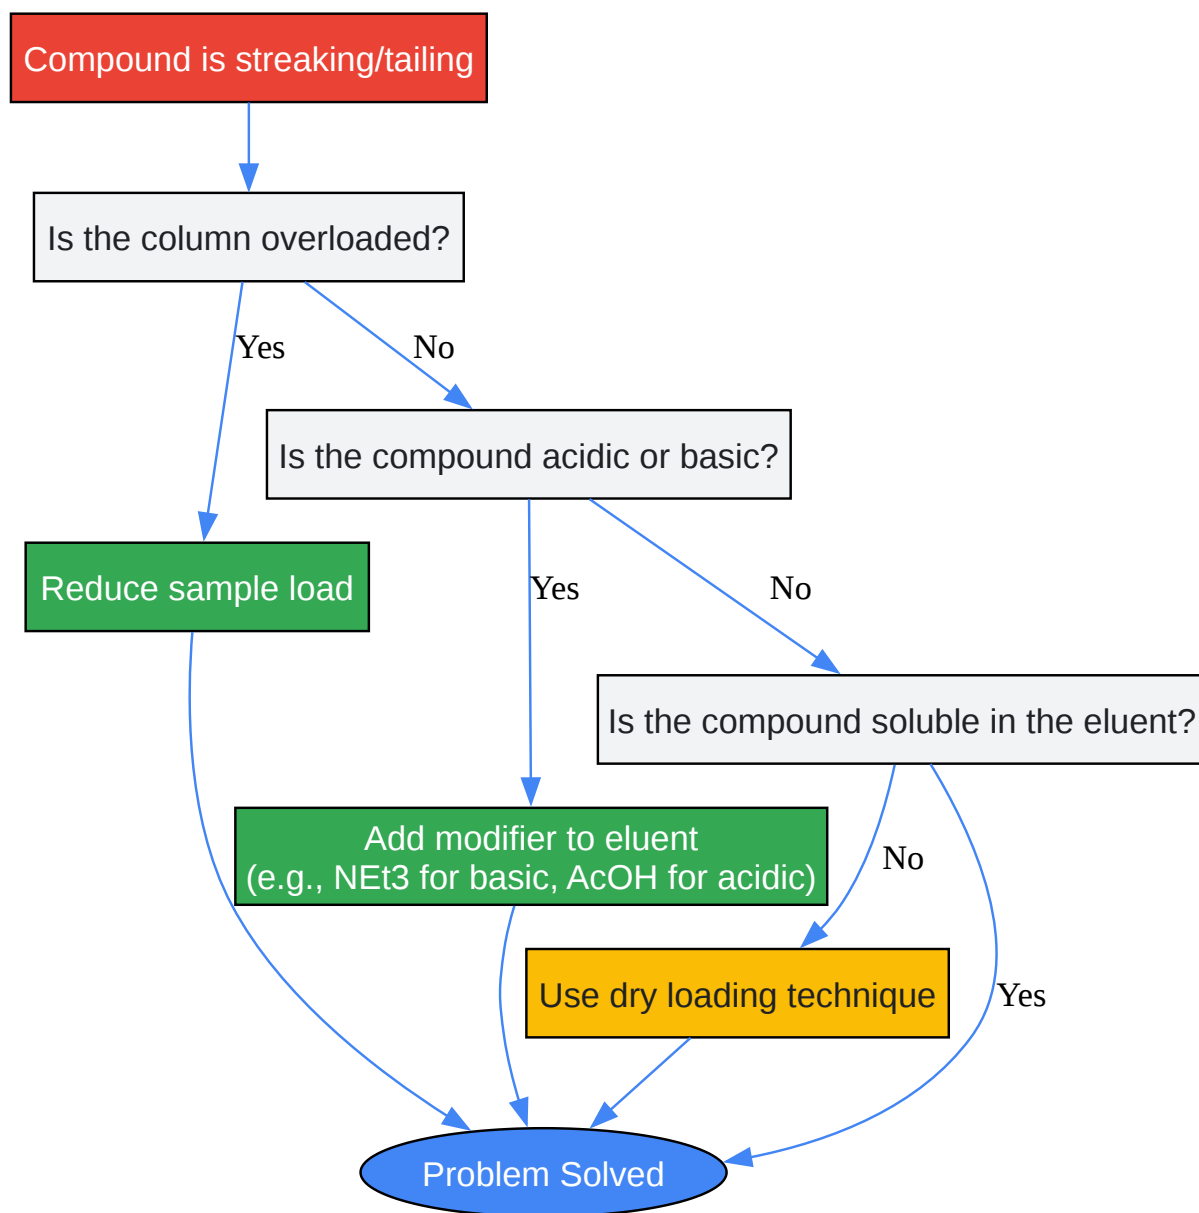 Compound is streaking/tailing
Is the column overloaded?
Yes
No
Is the compound acidic or basic?
Reduce sample load
Yes
No
Is the compound soluble in the eluent?
Add modifier to eluent
(e.g., NEt3 for basic, AcOH for acidic)
No
Use dry loading technique
Yes
Problem Solved